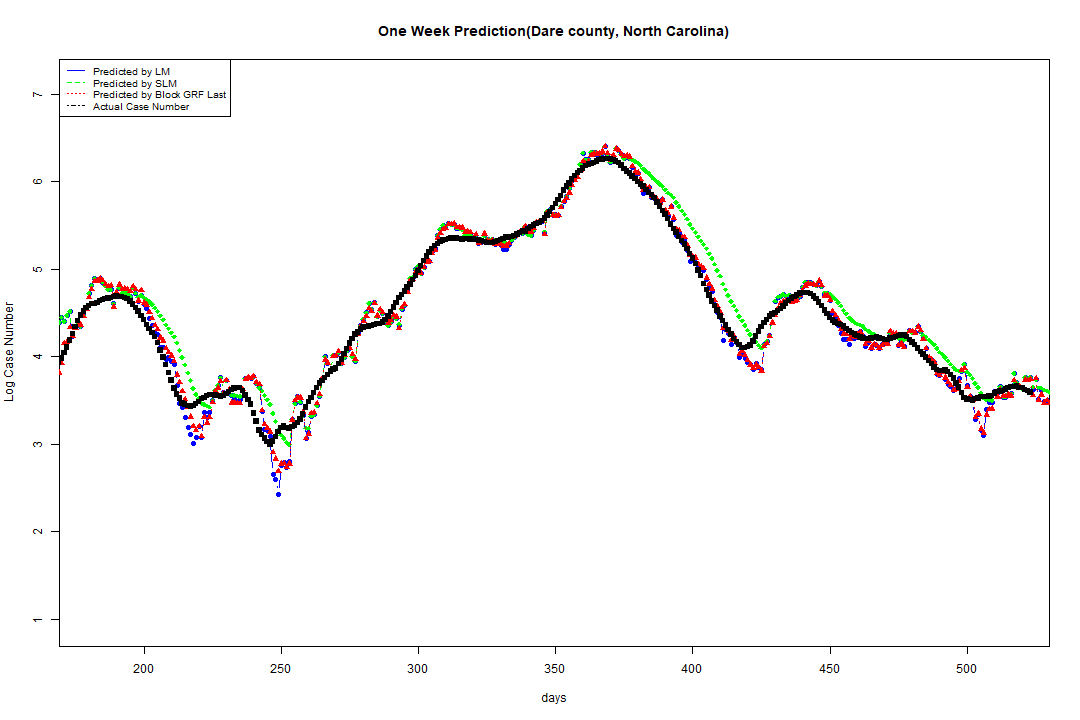 One Week Prediction(Dare county, North Carolina)
Predicted by LM
Predicted by SLM
Predicted by Block GRF Last
Actual Case Number
7
6
5
4
3
2
1
Log Case Number
200 250 300 350 400 450 500
days